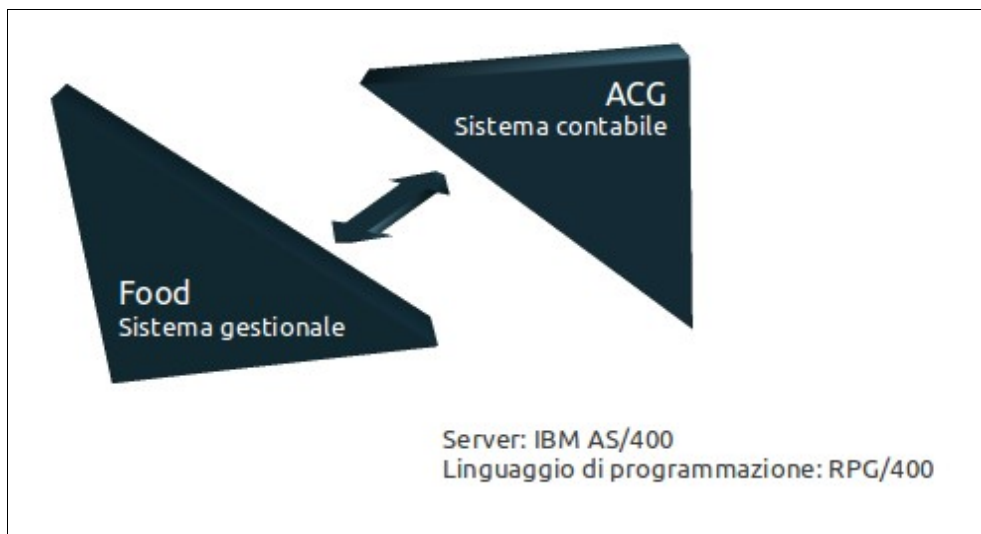 ACG
Sistema contabile
Food
Sistema gestionale
Server: IBM AS/400
Linguaggio di programmazione: RPG/400